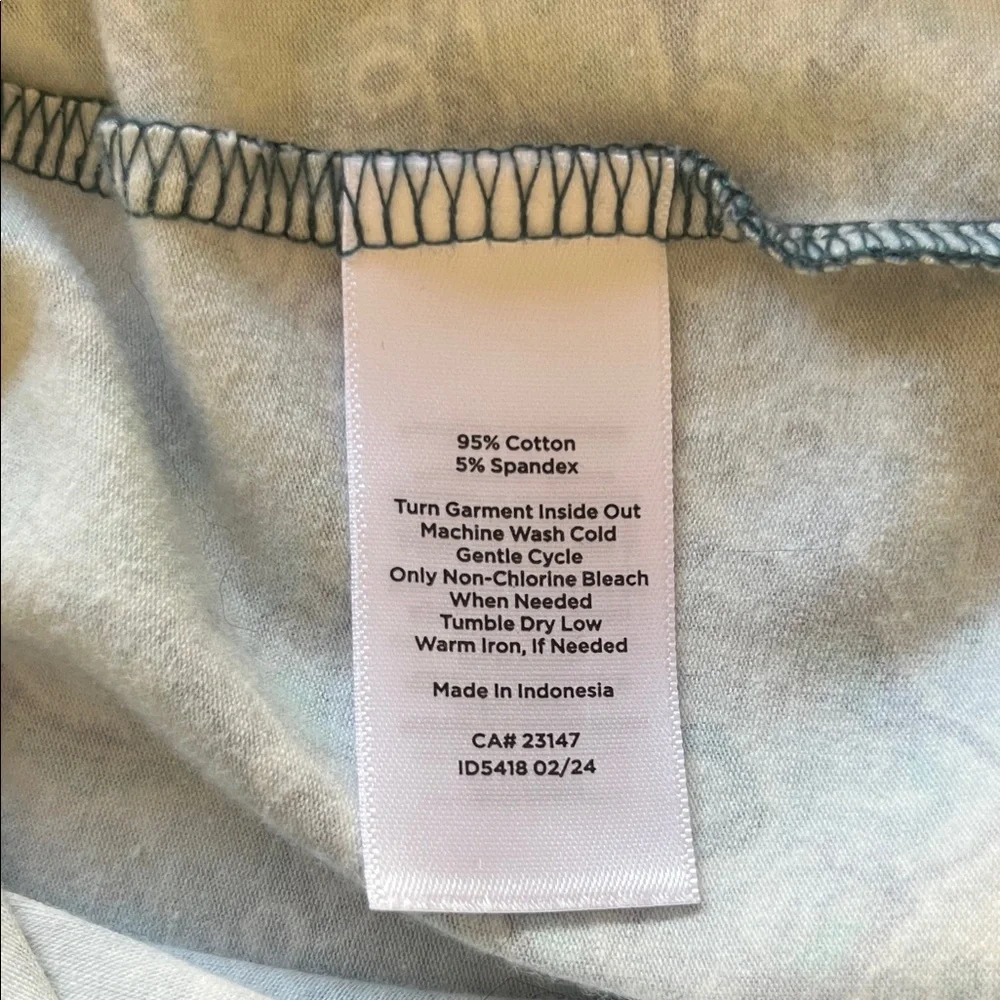 95% Cotton
5% Spandex
Turn Garment Inside Out
Machine Wash Cold
Gentle Cycle
Only Non-Chlorine Bleach
When Needed
Tumble Dry Low
Warm Iron, If Needed
Made In Indonesia
CA# 23147
ID5418 02/24